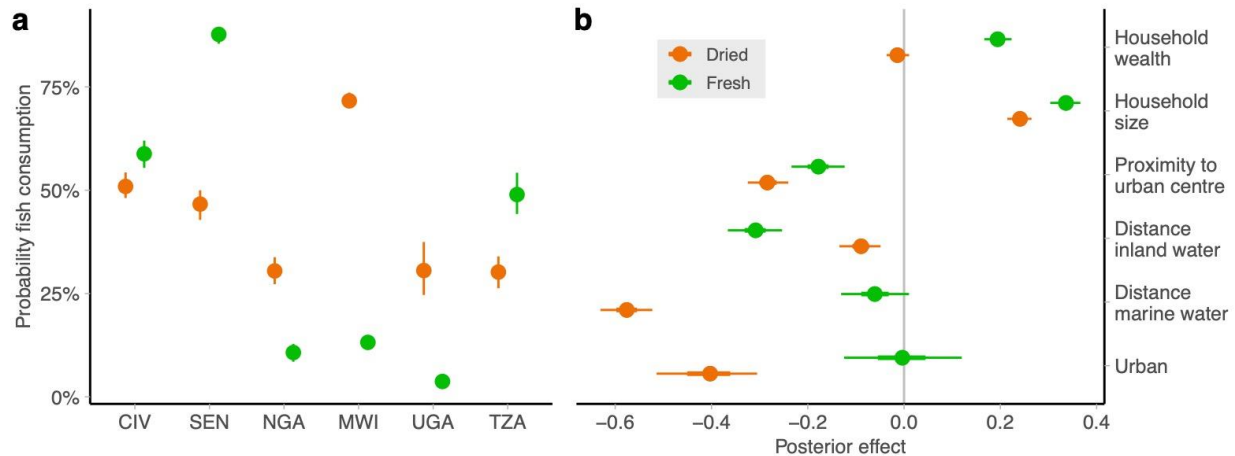 a
Probability fish consumption
75%
50%
25%
0%
CIV SEN NGA MWI UGA TZA
b
Dried
Fresh
Household
wealth
Household
size
Proximity to
urban centre
Distance
inland water
Distance
marine water
Urban
−0.6 −0.4 −0.2 0.0 0.2 0.4
Posterior effect